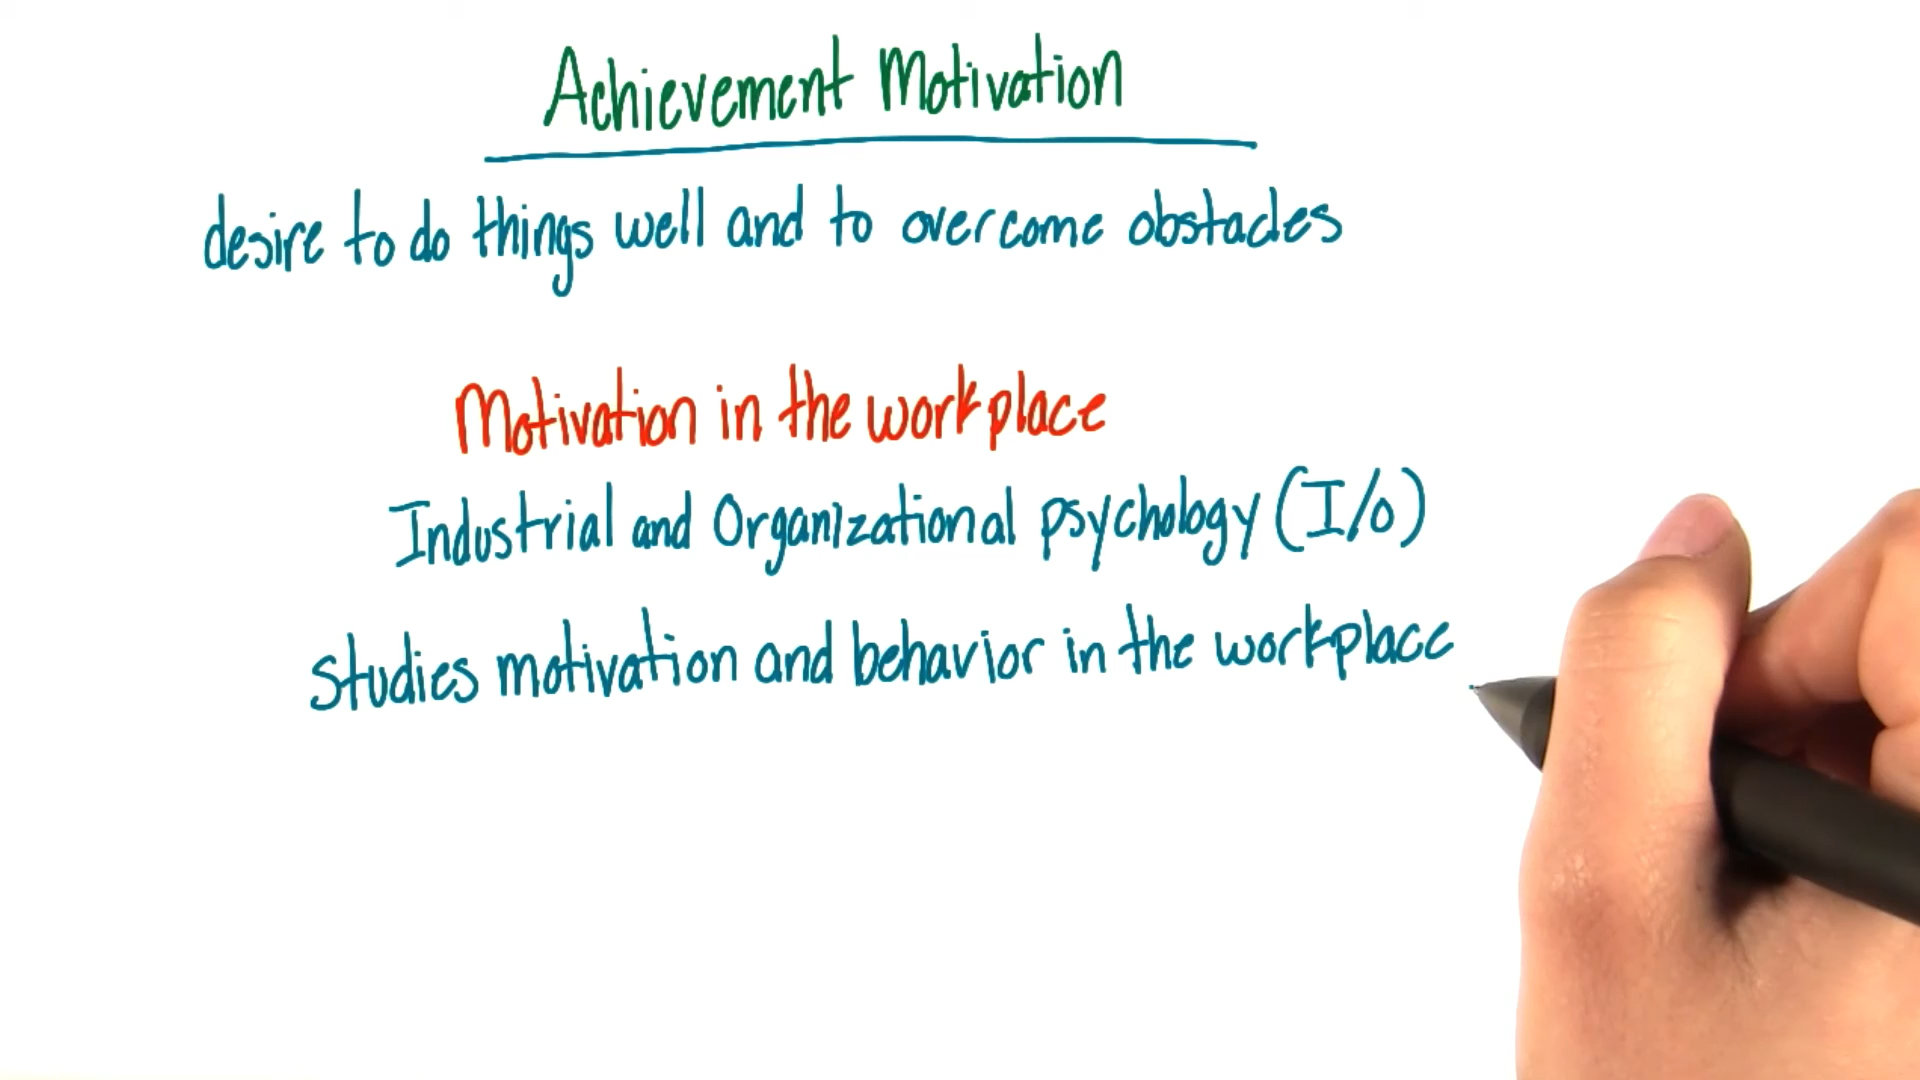 Achievement Motivation
desire to do things well and to overcome obstacles
Motivation in the workplace
Industrial and Organizational psychology (I/O)
studies motivation and behavior in the workplace